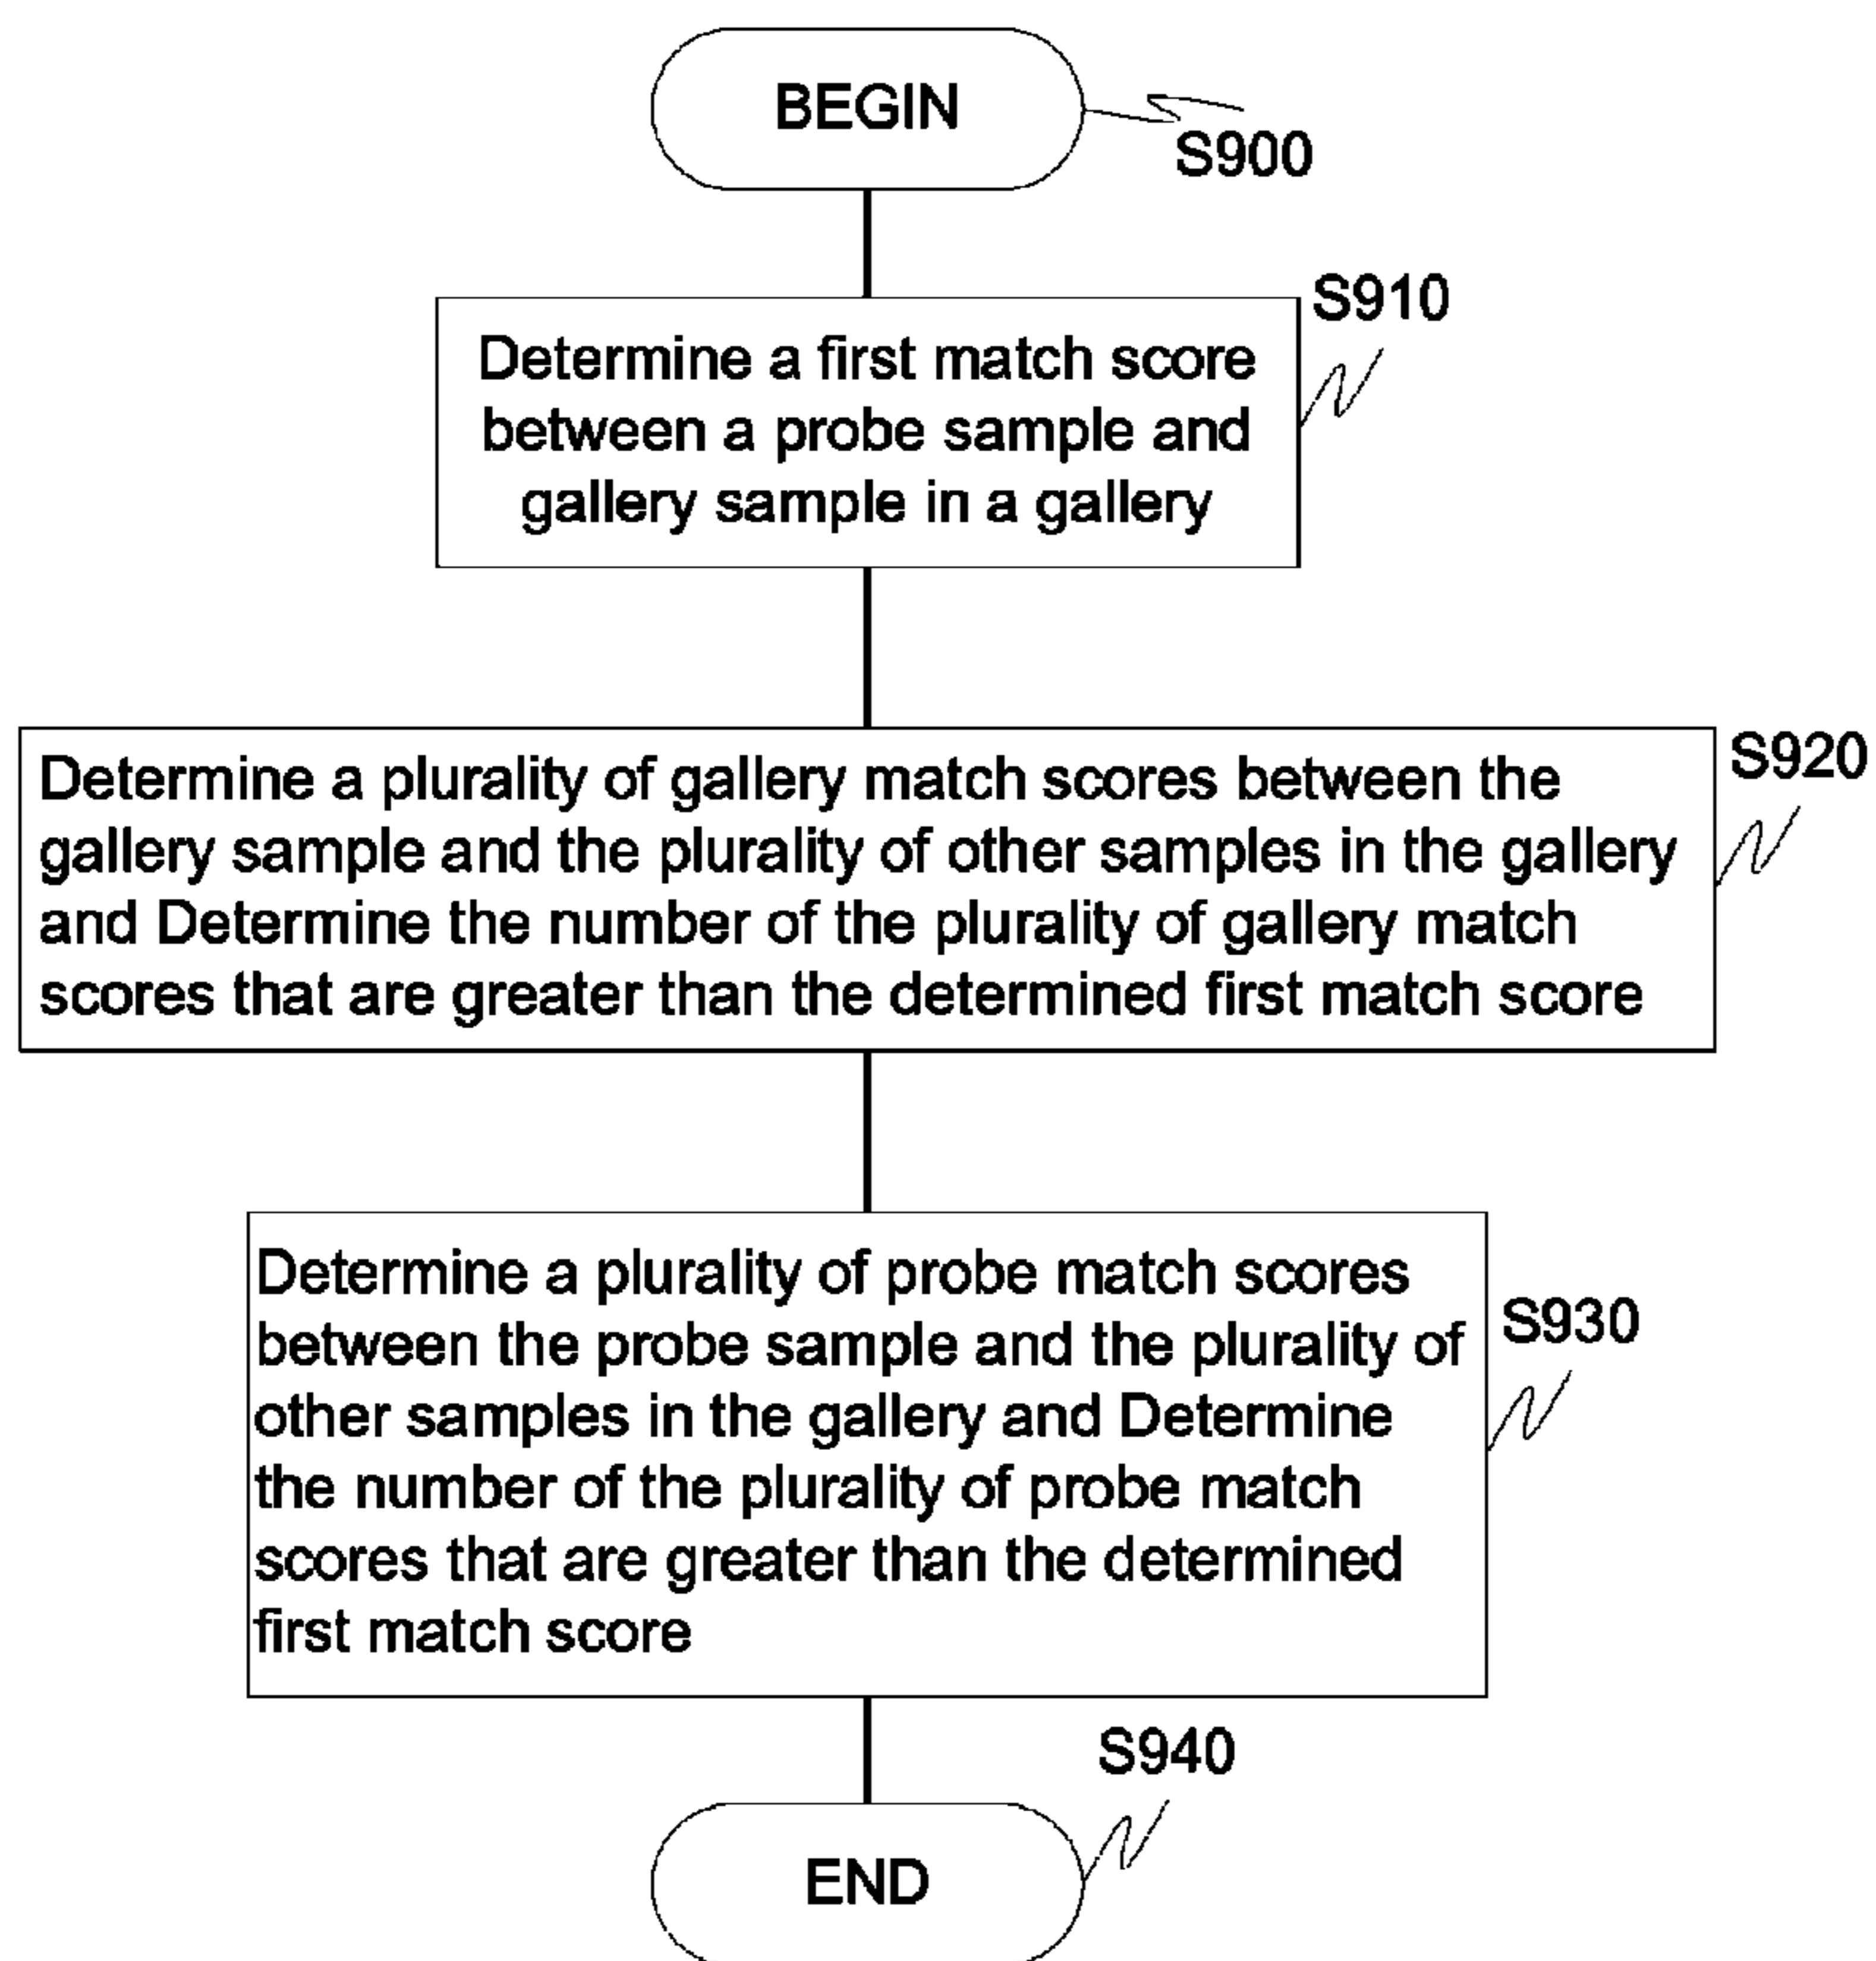 BEGIN
S900
S910
Determine a first match score
between a probe sample and
gallery sample in a gallery
S920
Determine a plurality of gallery match scores between the
gallery sample and the plurality of other samples in the gallery
and Determine the number of the plurality of gallery match
scores that are greater than the determined first match score
Determine a plurality of probe match scores
between the probe sample and the plurality of
other samples in the gallery and Determine
the number of the plurality of probe match
scores that are greater than the determined
first match score
S930
S940
END